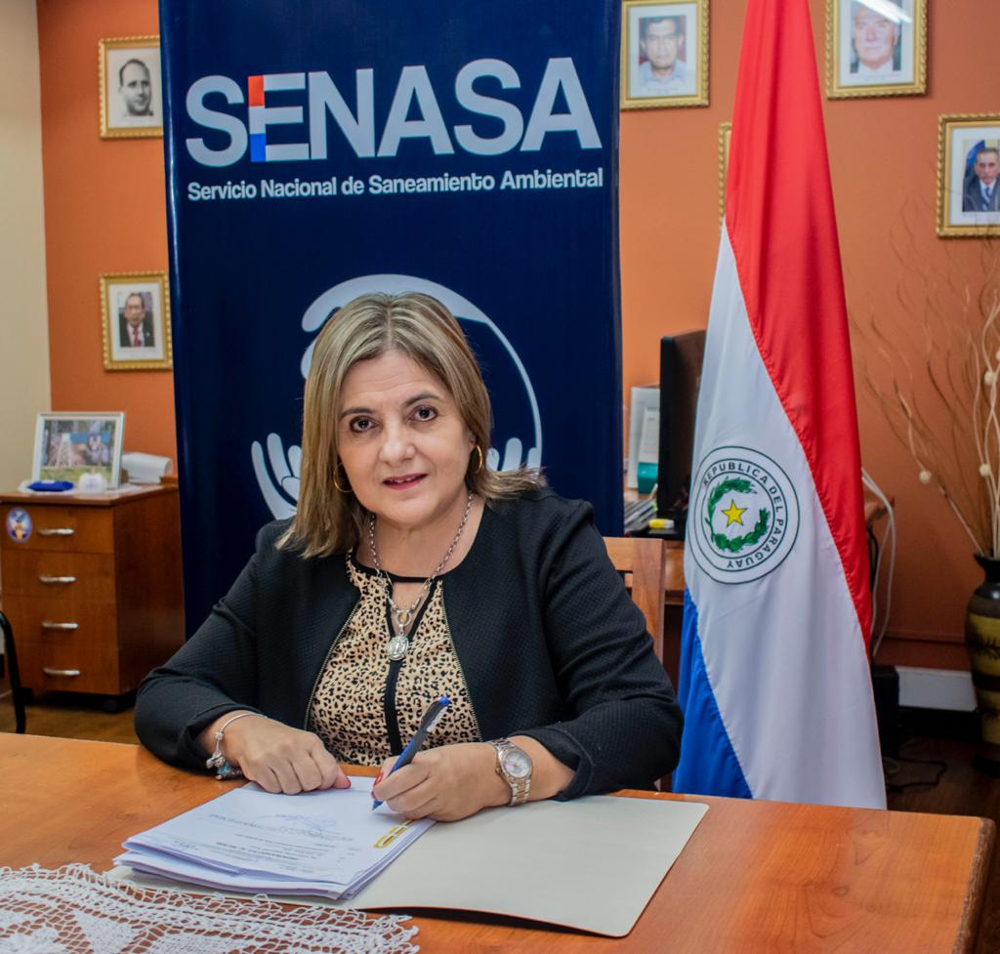 SENASA
Servicio Nacional de Saneamiento Ambiental
REPUBLICA DEL PARAGUAY